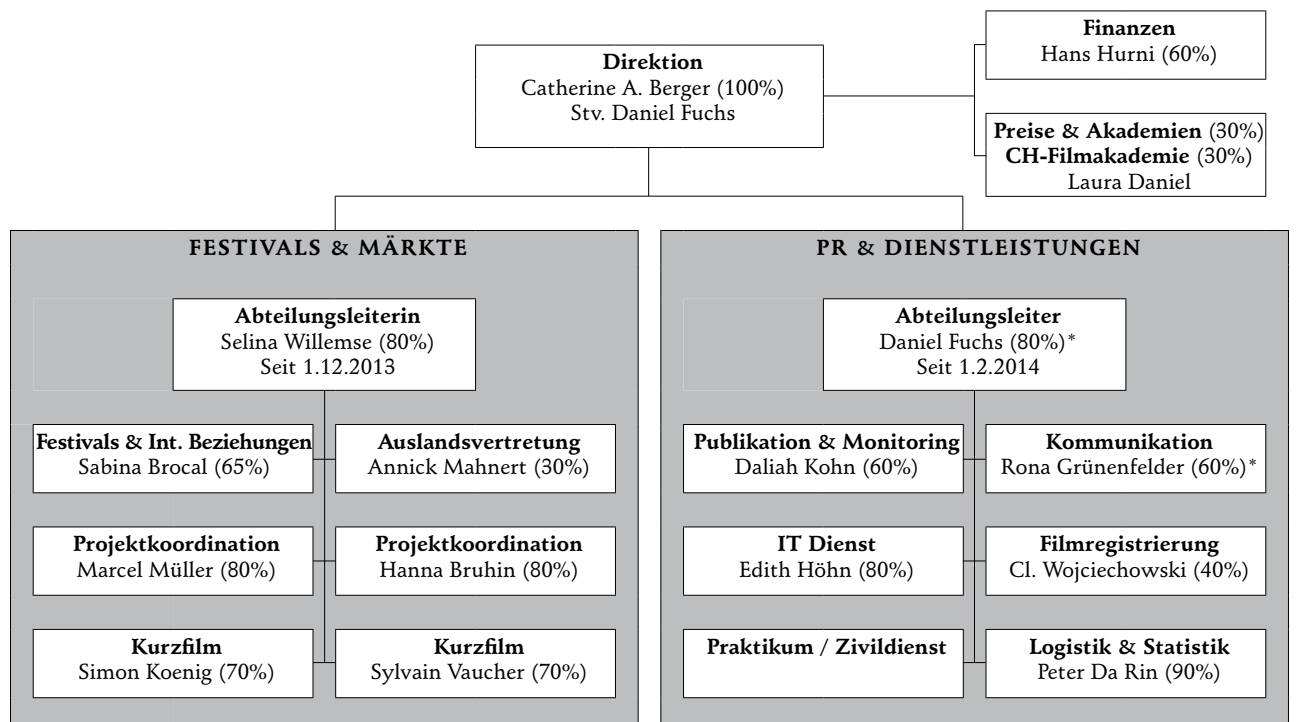 Finanzen
Hans Hurni (60%)
Direktion
Catherine A. Berger (100%)
Stv. Daniel Fuchs
Preise & Akademien (30%)
CH-Filmakademie (30%)
Laura Daniel
FESTIVALS & MÄRKTE
Abteilungsleiterin
Selina Willemse (80%)
Seit 1.12.2013
Festivals & Int. Beziehungen
Sabina Brocal (65%)
Auslandsvertretung
Annick Mahnert (30%)
Projektkoordination
Marcel Müller (80%)
Projektkoordination
Hanna Bruhin (80%)
Kurzfilm
Simon Koenig (70%)
Kurzfilm
Sylvain Vaucher (70%)
PR & DIENSTLEISTUNGEN
Abteilungsleiter
Daniel Fuchs (80%)*
Seit 1.2.2014
Publikation & Monitoring
Daliah Kohn (60%)
Kommunikation
Rona Grünenfelder (60%)*
IT Dienst
Edith Höhn (80%)
Filmregistrierung
Cl. Wojciechowski (40%)
Praktikum / Zivildienst
Logistik & Statistik
Peter Da Rin (90%)